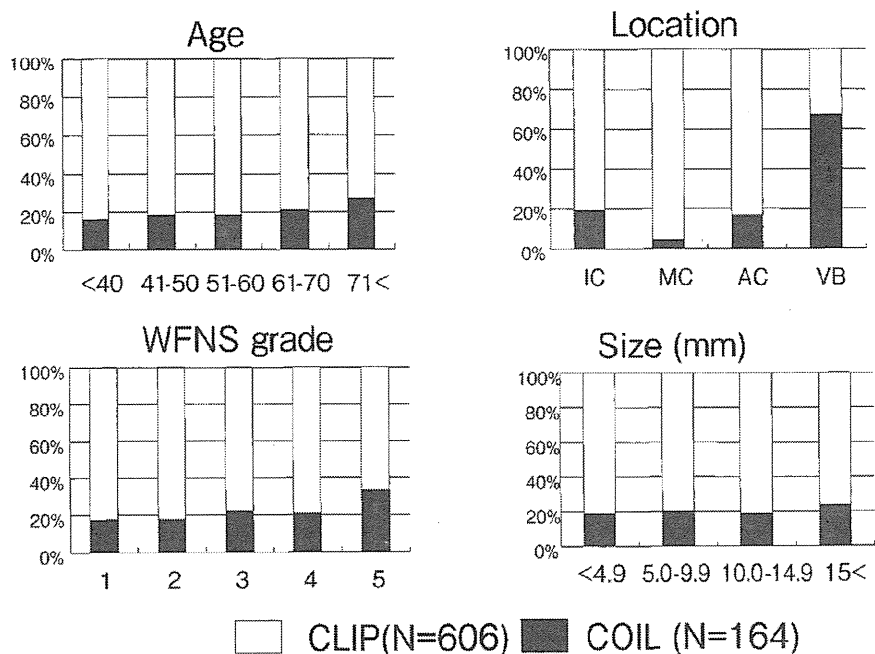 Age
100%
80%
60%
40%
20%
0%
<40 41-50 51-60 61-70 71<
Location
100%
80%
60%
40%
20%
0%
IC MC AC VB
WFNS grade
100%
80%
60%
40%
20%
0%
1 2 3 4 5
Size (mm)
100%
80%
60%
40%
20%
0%
<4.9 5.0-9.9 10.0-14.9 15<
CLIP(N=606) COIL (N=164)